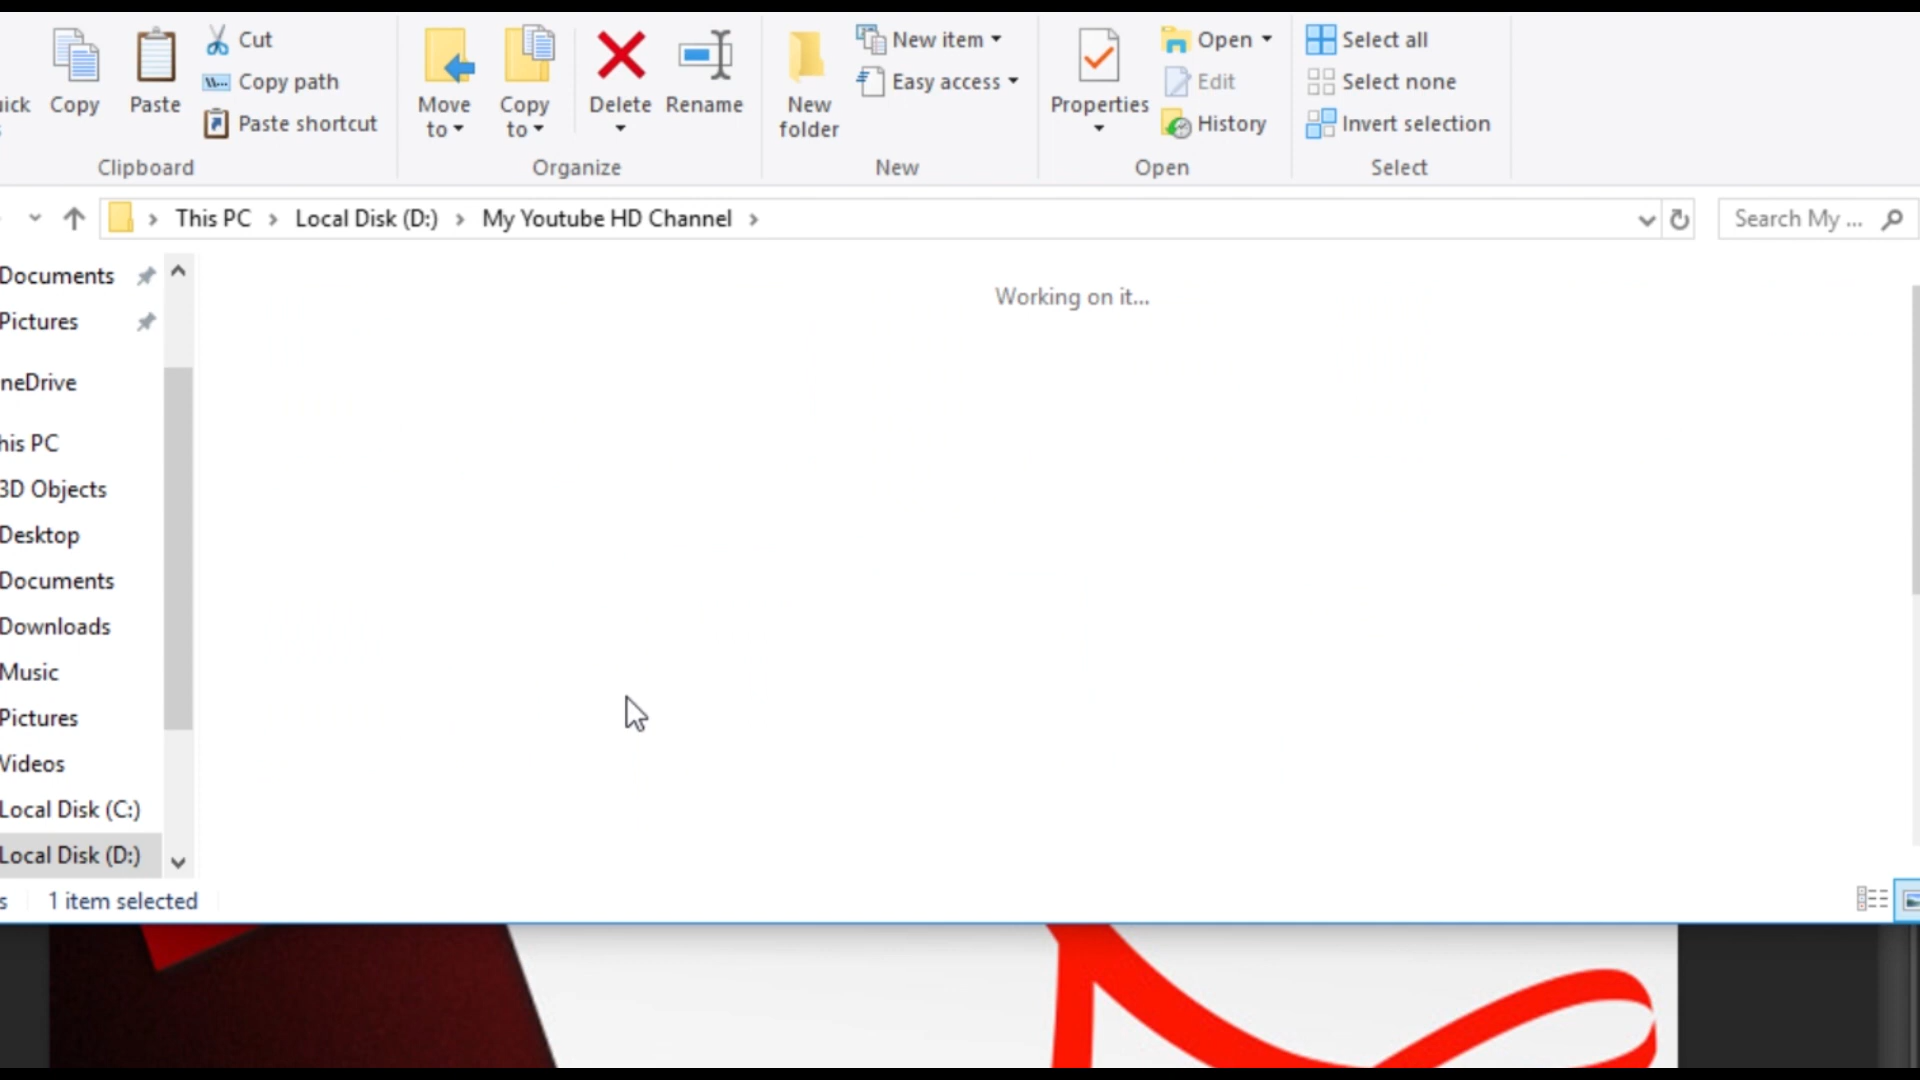 Cut
Copy path
Paste shortcut
uick
Copy
Paste
Clipboard
Move to
Copy to
Delete
Rename
Organize
New folder
New item
Easy access
New
Properties
Open
Edit
History
Open
Select all
Select none
Invert selection
Select
This PC
Local Disk (D:)
My Youtube HD Channel
Search My ...
Working on it...
Documents
Pictures
neDrive
his PC
3D Objects
Desktop
Documents
Downloads
Music
Pictures
Videos
Local Disk (C:)
Local Disk (D:)
s
1 item selected